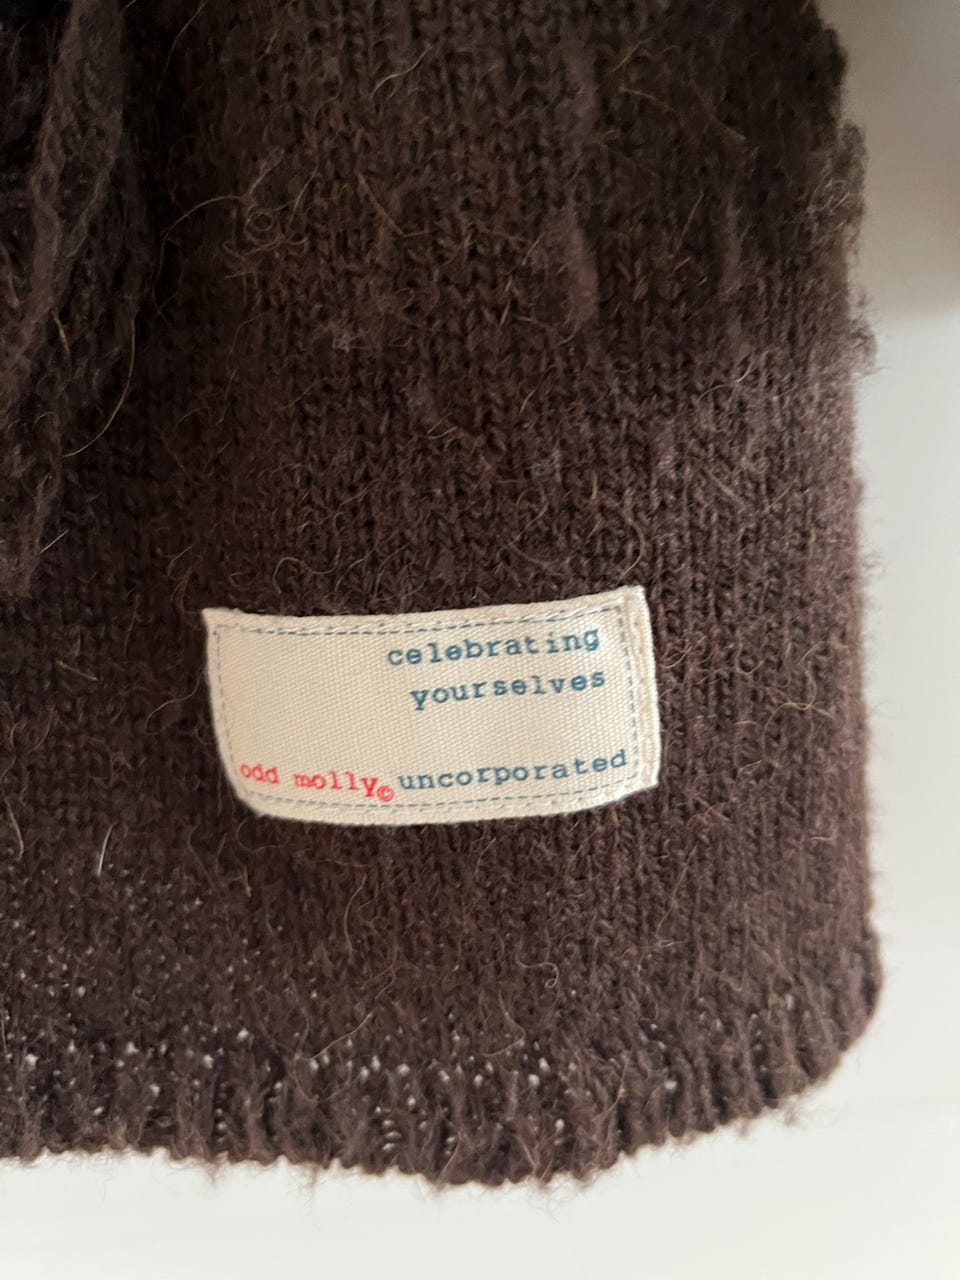 celebrating
yourselves
odd molly© uncorporated